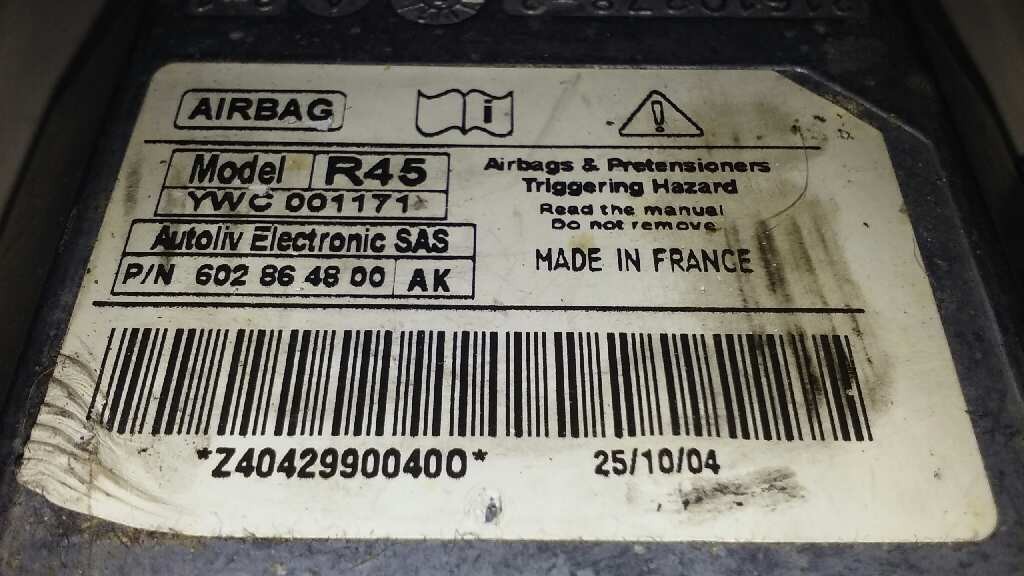 AIRBAG i !
Model R45
YWC 001171
Autoliv Electronic SAS
P/N 602 86 48 00 AK
Airbags & Pretensioners
Triggering Hazard
Read the manual
Do not remove
MADE IN FRANCE
*Z40429900400* 25/10/04